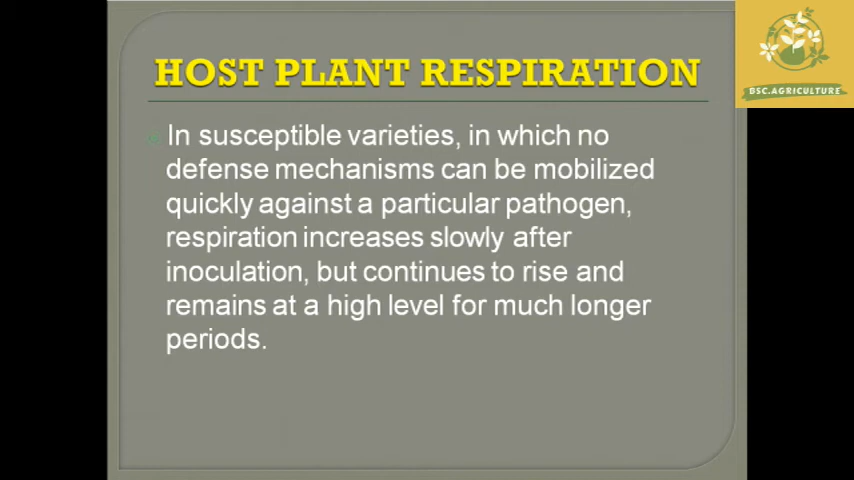 HOST PLANT RESPIRATION
BSC.AGRICULTURE
In susceptible varieties, in which no
defense mechanisms can be mobilized
quickly against a particular pathogen,
respiration increases slowly after
inoculation, but continues to rise and
remains at a high level for much longer
periods.